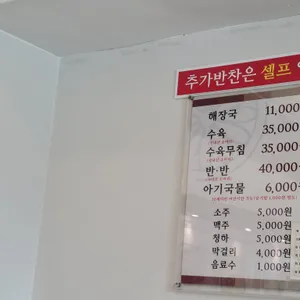 추가반찬은 셀프
해장국 11,000
수육 35,000
수육무침 35,000
반·반 40,000
아기국물 6,000
소주 5,000원
맥주 5,000원
청하 5,000원
막걸리 4,000원
음료수 1,000원